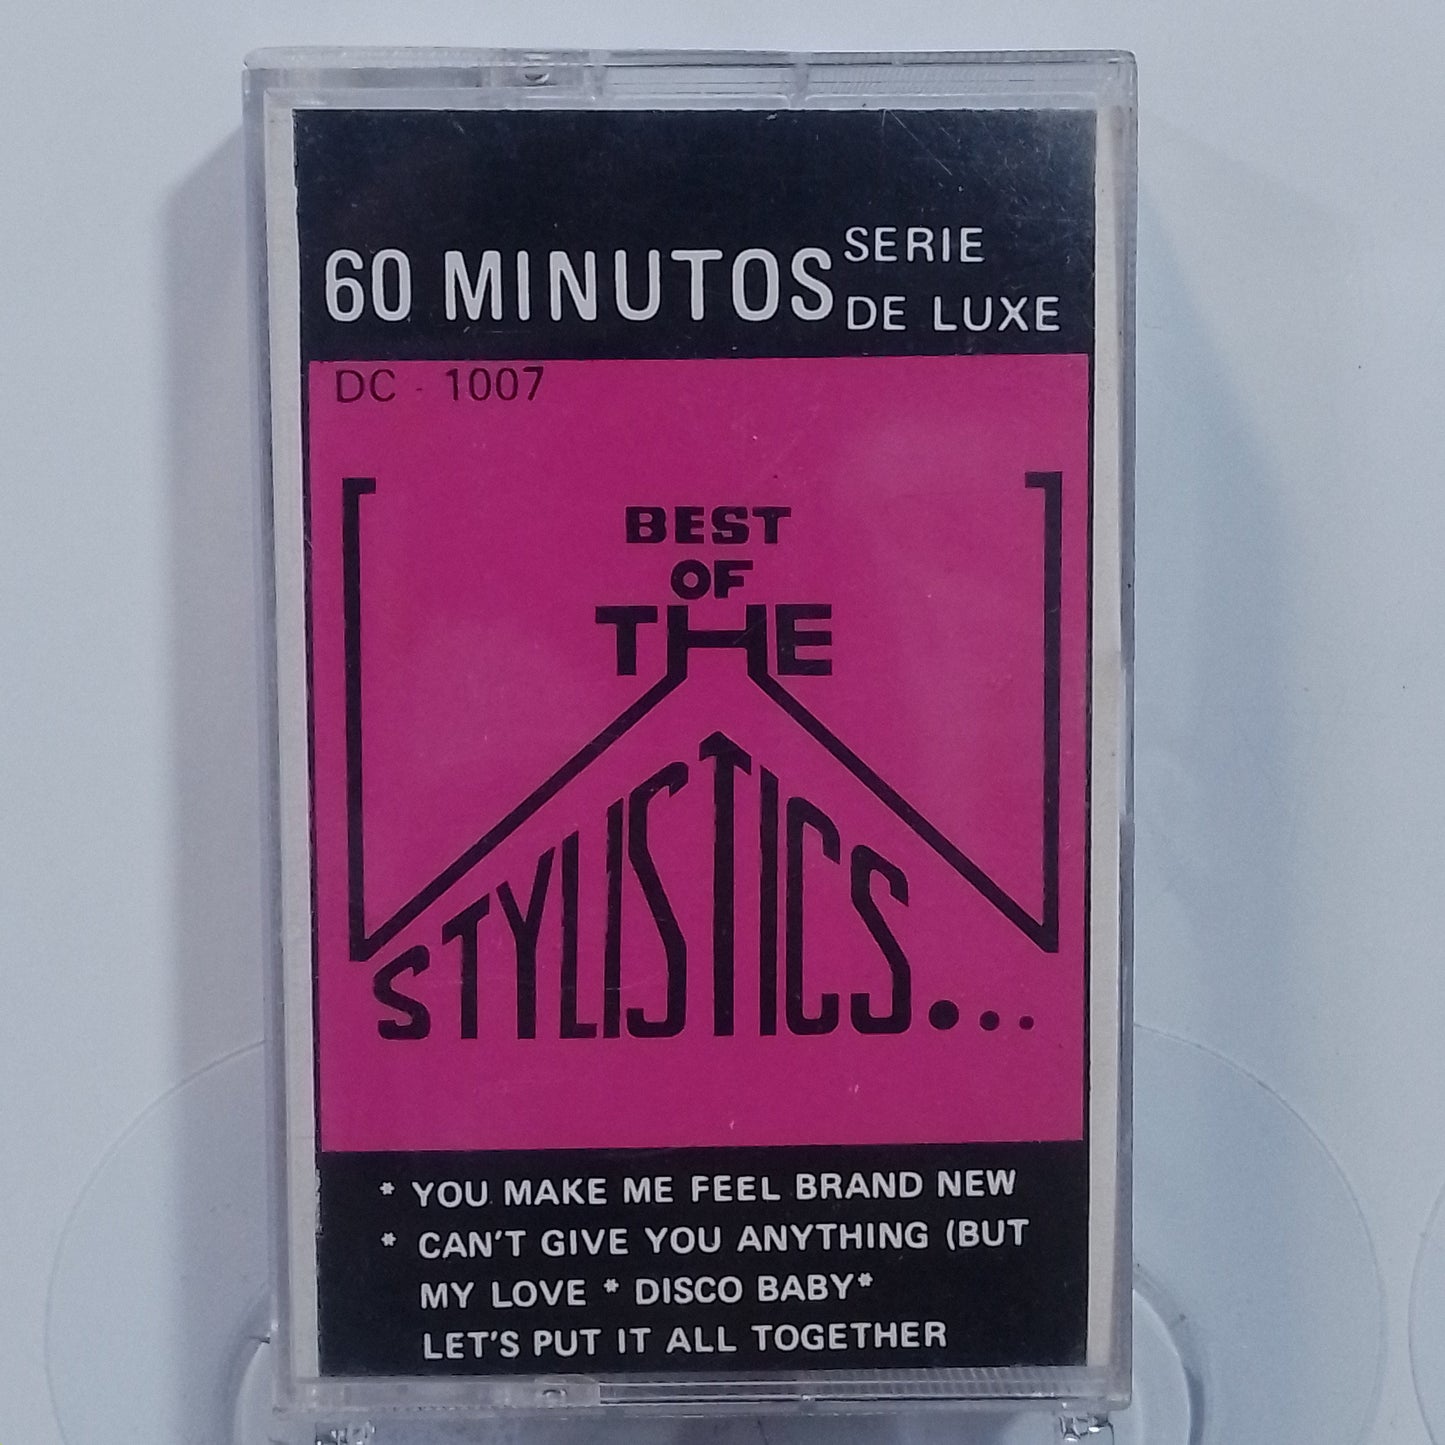 60 MINUTOS SERIE
DE LUXE
DC - 1007
BEST
OF
THE
STYLISTICS...
* YOU MAKE ME FEEL BRAND NEW
* CAN'T GIVE YOU ANYTHING (BUT
MY LOVE * DISCO BABY*
LET'S PUT IT ALL TOGETHER